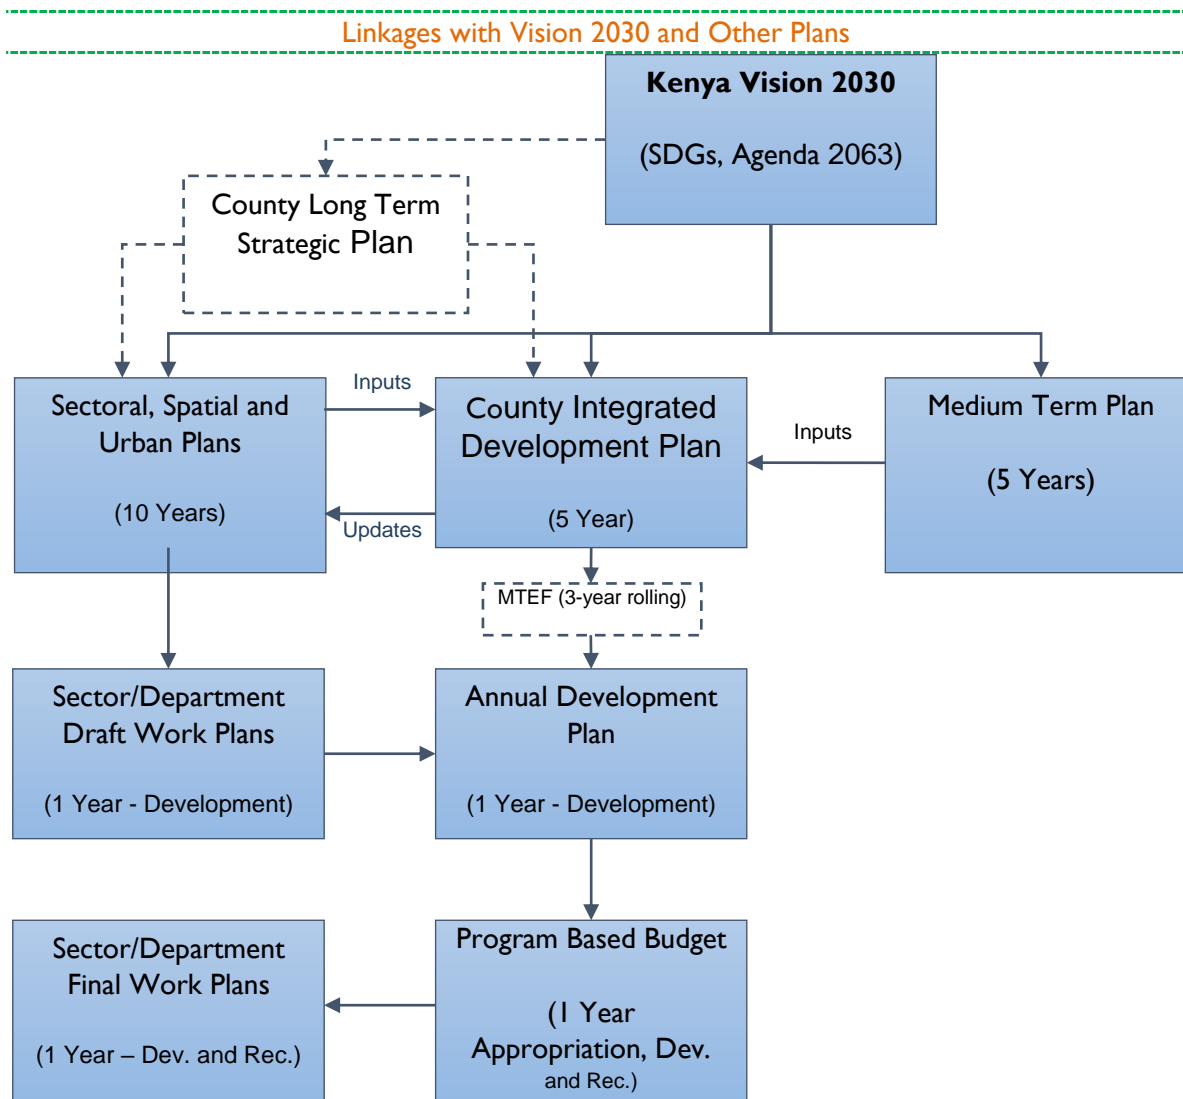 Linkages with Vision 2030 and Other Plans
Kenya Vision 2030
(SDGs, Agenda 2063)
County Long Term
Strategic Plan
Sectoral, Spatial and
Urban Plans
(10 Years)
Inputs
Updates
County Integrated
Development Plan
(5 Year)
Inputs
Medium Term Plan
(5 Years)
MTEF (3-year rolling)
Sector/Department
Draft Work Plans
(1 Year - Development)
Annual Development
Plan
(1 Year - Development)
Sector/Department
Final Work Plans
(1 Year – Dev. and Rec.)
Program Based Budget
(1 Year
Appropriation, Dev.
and Rec.)